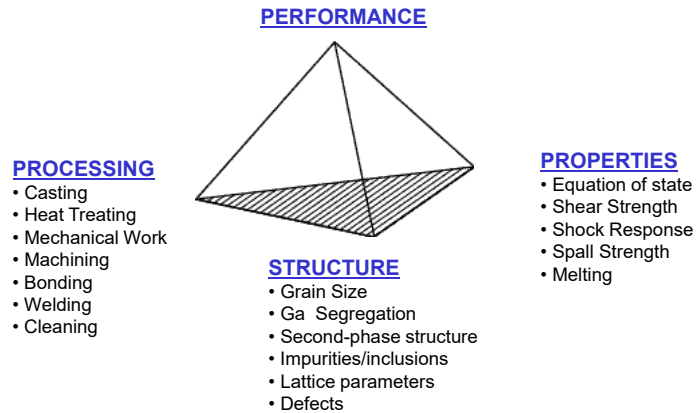 PERFORMANCE
PROCESSING
• Casting
• Heat Treating
• Mechanical Work
• Machining
• Bonding
• Welding
• Cleaning
STRUCTURE
• Grain Size
• Ga  Segregation
• Second-phase structure
• Impurities/inclusions
• Lattice parameters
• Defects
PROPERTIES
• Equation of state
• Shear Strength
• Shock Response
• Spall Strength
• Melting